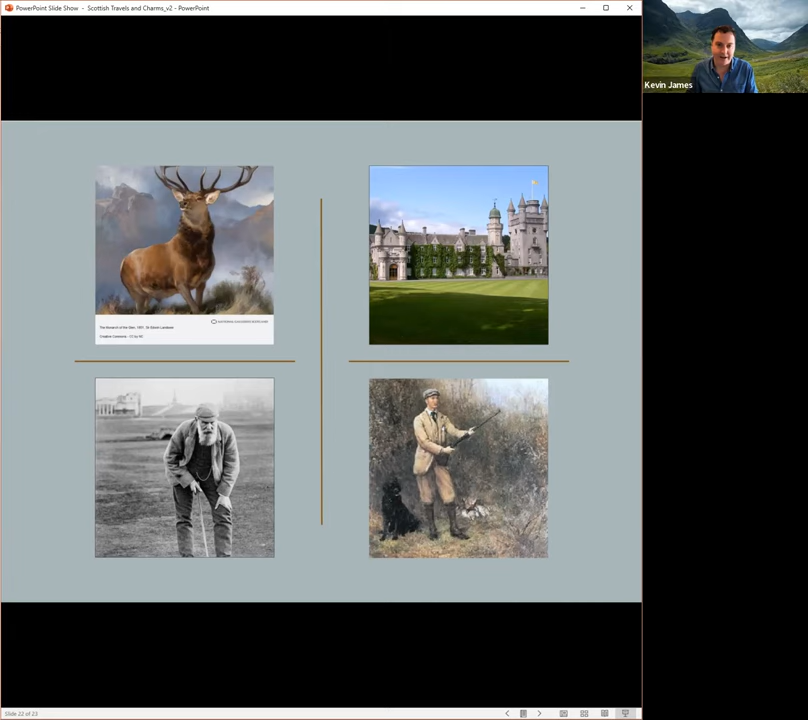 PowerPoint Slide Show - Scottish Travels and Charms_v2 - PowerPoint
Kevin James
The Monarch of the Glen, 1851, Sir Edwin Landseer
Creative Commons - CC by NC
Slide 22 of 23